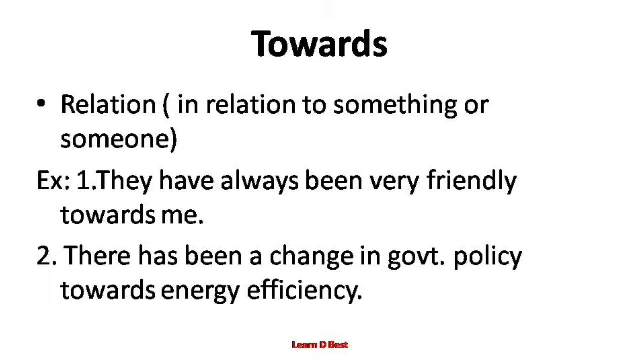 Towards
• Relation ( in relation to something or
someone)
Ex: 1.They have always been very friendly
towards me.
2. There has been a change in govt. policy
towards energy efficiency.
Learn D Best